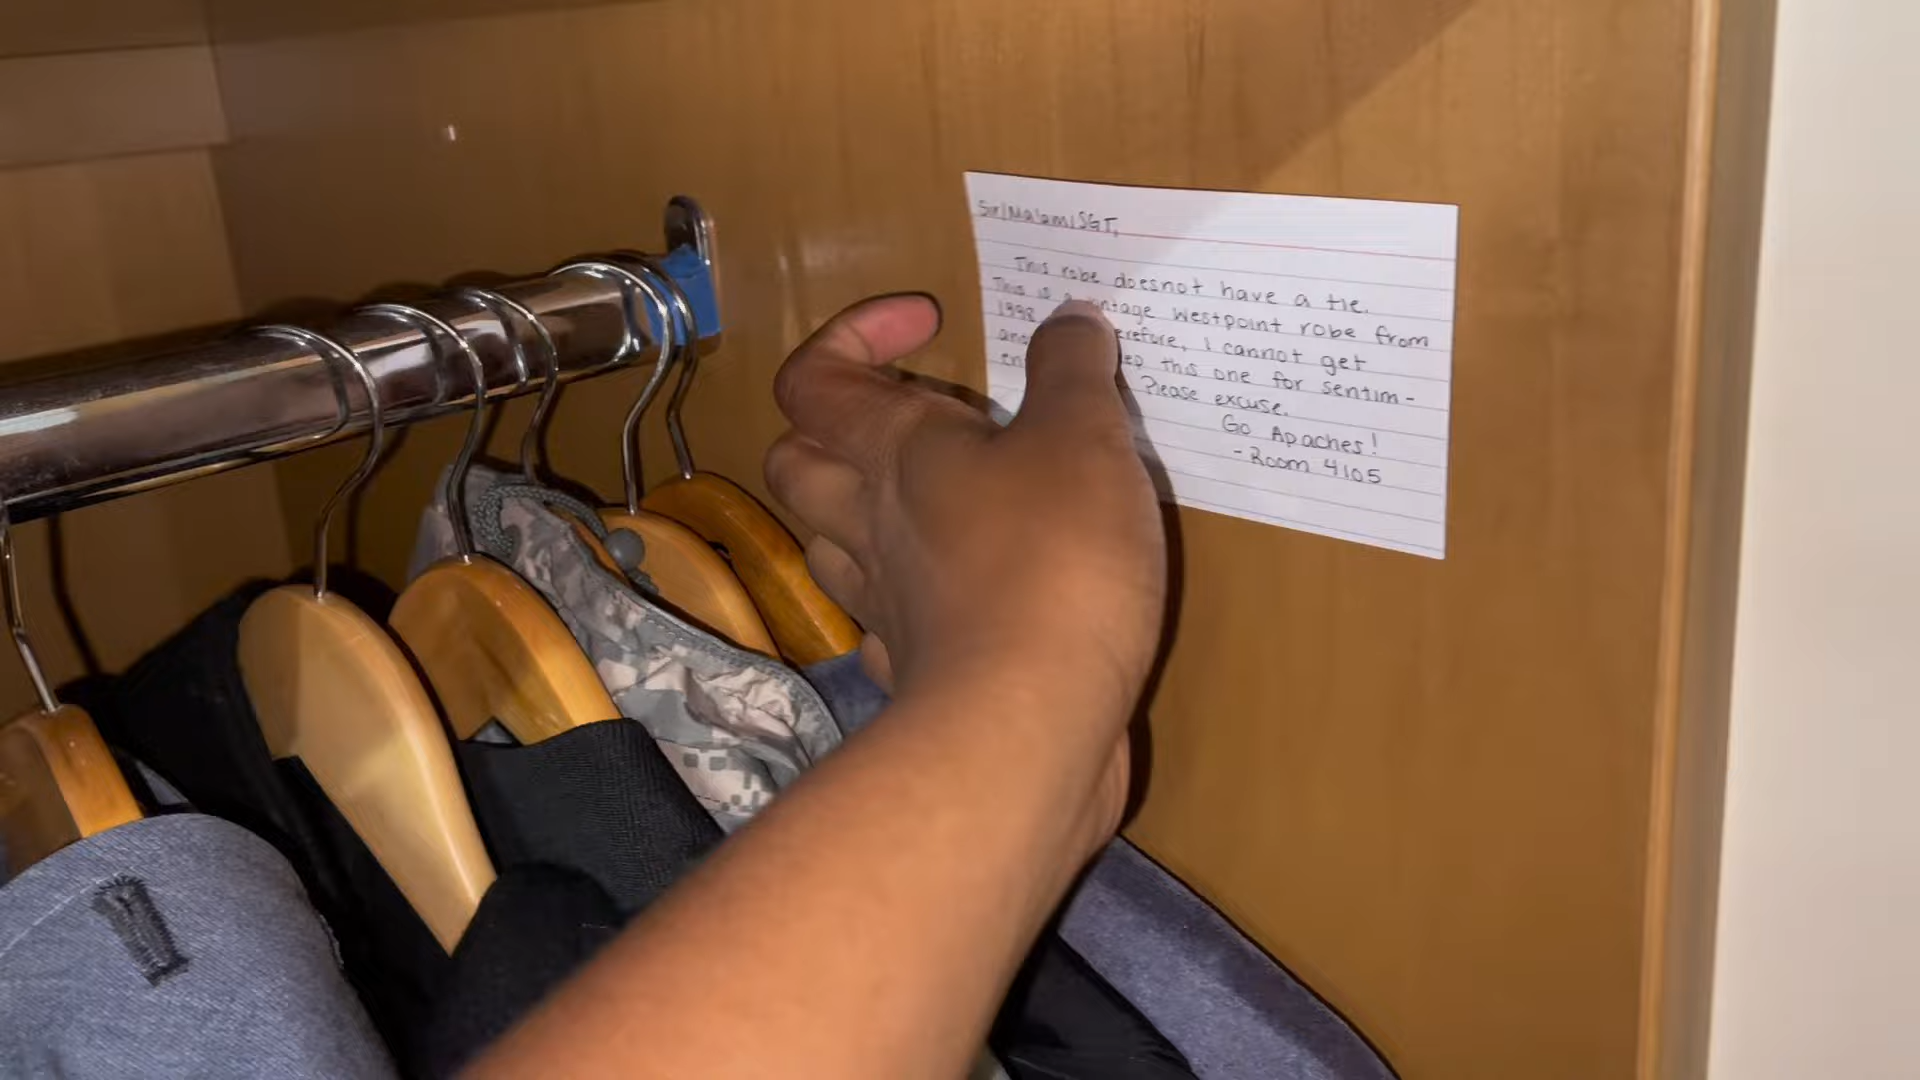 Sir/Ma'am/SGT,
This robe doesnot have a tie.
This is a vintage Westpoint robe from
1998 therefore, I cannot get
this one for sentim-
Please excuse.
Go Apaches!
-Room 4105